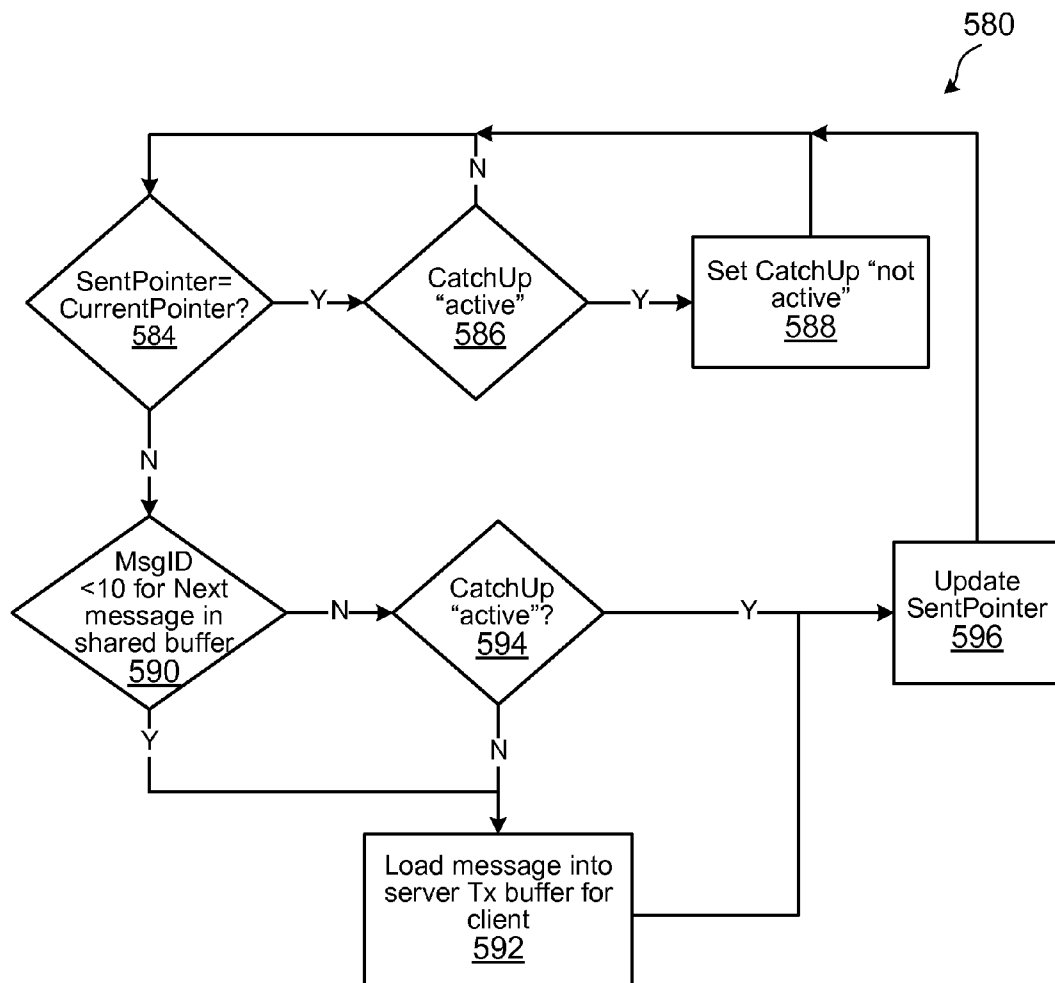 580
N
SentPointer=
CurrentPointer?
584
Y
CatchUp
“active”
586
Y
Set CatchUp “not
active”
588
N
MsgID
<10 for Next
message in
shared buffer
590
N
CatchUp
“active”?
594
Y
Update
SentPointer
596
Y
N
Load message into
server Tx buffer for
client
592